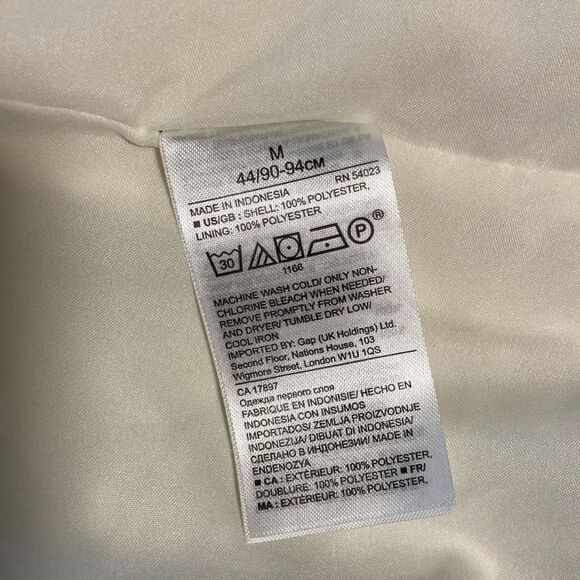 M
44/90-94CM
RN 54023
MADE IN INDONESIA
■ US/GB : SHELL: 100% POLYESTER,
LINING: 100% POLYESTER
30
P®
1166
MACHINE WASH COLD/ ONLY NON-
CHLORINE BLEACH WHEN NEEDED/
REMOVE PROMPTLY FROM WASHER
AND DRYER/ TUMBLE DRY LOW/
COOL IRON
IMPORTED BY: Gap (UK Holdings) Ltd.
Second Floor, Nations House, 103
Wigmore Street, London W1U 1QS
CA 17897
Одежда первого слоя
FABRIQUÉ EN INDONISIE/ HECHO EN
INDONESIA CON INSUMOS
IMPORTADOS/ ZEMLJA PROIZVODNJE
INDONEZIJA/ DIBUAT DI INDONESIA/
СДЕЛАНО В ИНДОНЕЗИИ/ MADE IN
ENDENOZYA
■ CA : EXTÉRIEUR: 100% POLYESTER,
DOUBLURE: 100% POLYESTER ■ FR/
MA : EXTÉRIEUR: 100% POLYESTER,